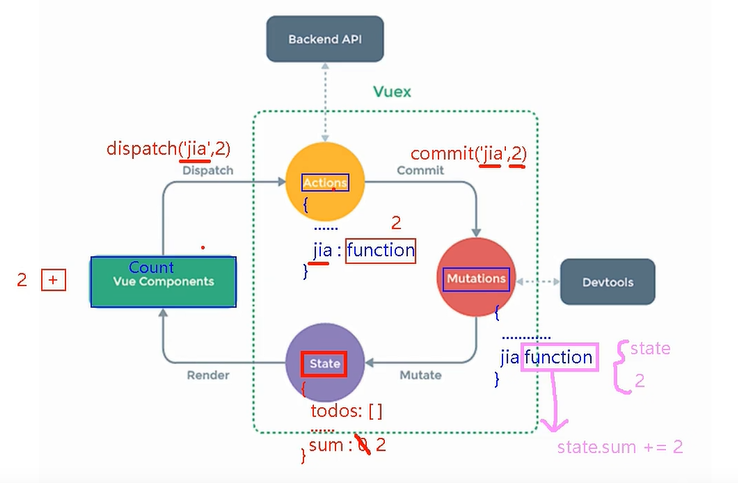 Backend API
Vuex
dispatch('jia',2)
commit('jia',2)
Dispatch
Actions
Commit
{
......
2
jia : function
}
Count
Vue Components
2 +
Mutations
Devtools
{
............
jia function
}
state
2
state.sum += 2
State
Render
Mutate
{
todos: [ ]
.....
sum : 0 2
}